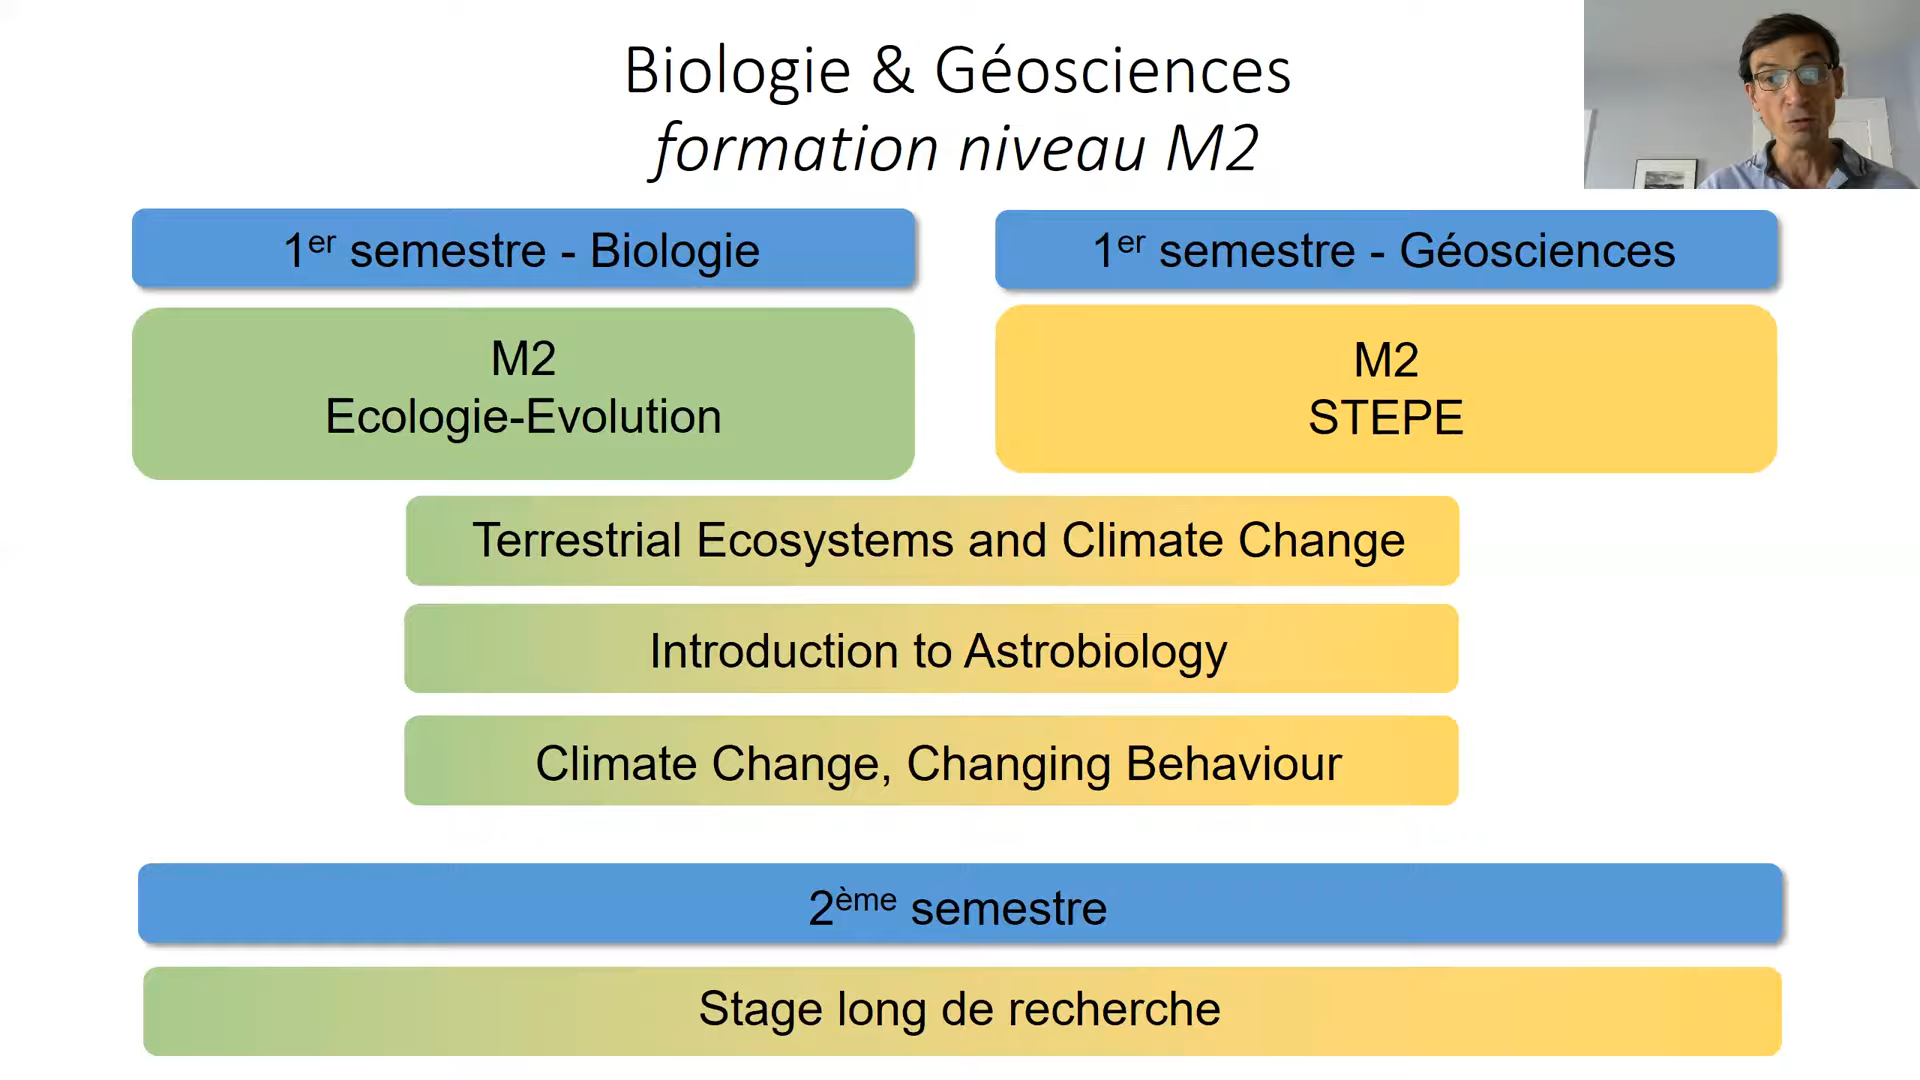 Biologie & Géosciences
formation niveau M2
1er semestre - Biologie
1er semestre - Géosciences
M2
Ecologie-Evolution
M2
STEPE
Terrestrial Ecosystems and Climate Change
Introduction to Astrobiology
Climate Change, Changing Behaviour
2ème semestre
Stage long de recherche